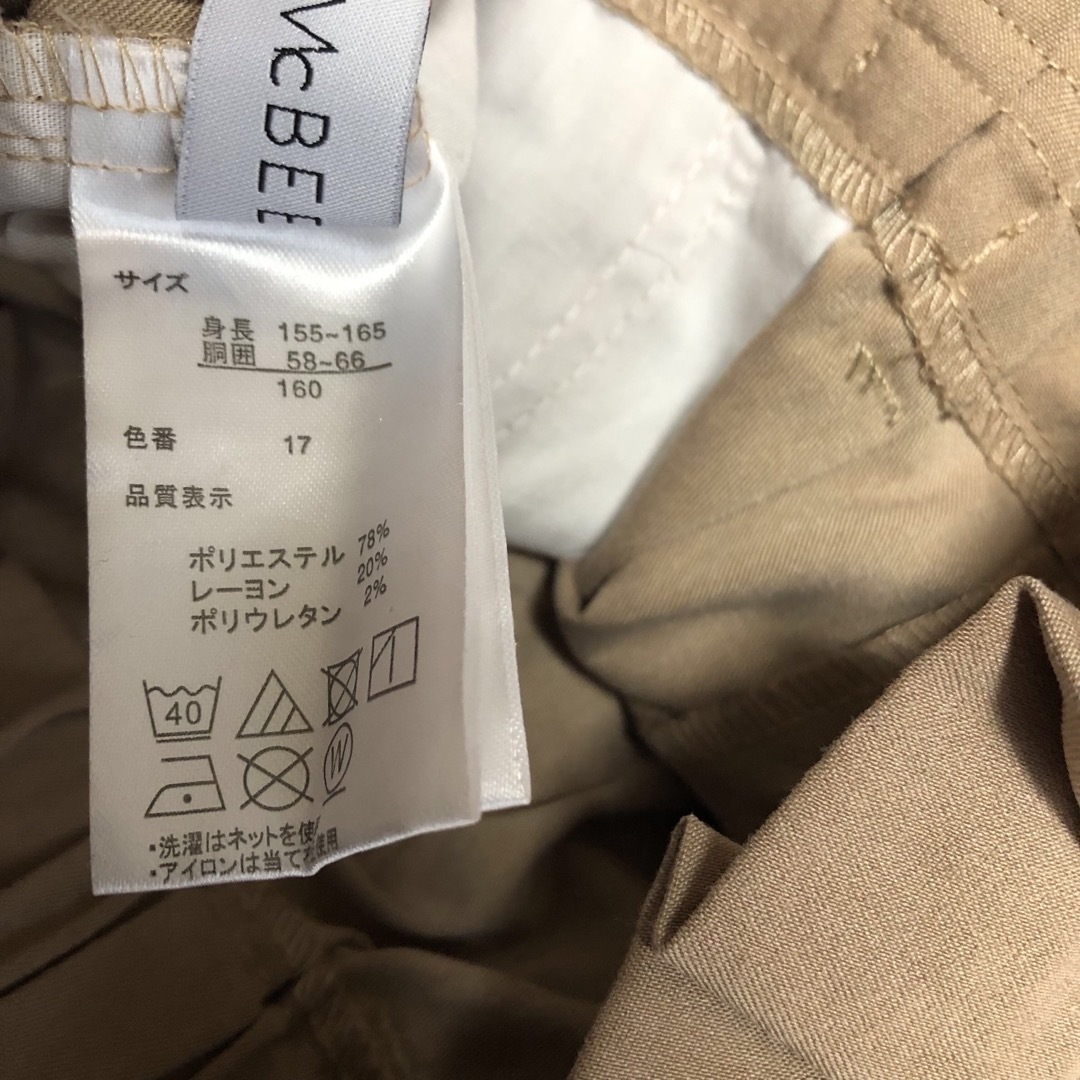 McBEE
サイズ
身長 155~165
胴囲 58~66
160
色番 17
品質表示
ポリエステル 78%
レーヨン 20%
ポリウレタン 2%
40
W
・洗濯はネットを使
・アイロンは当て 使用